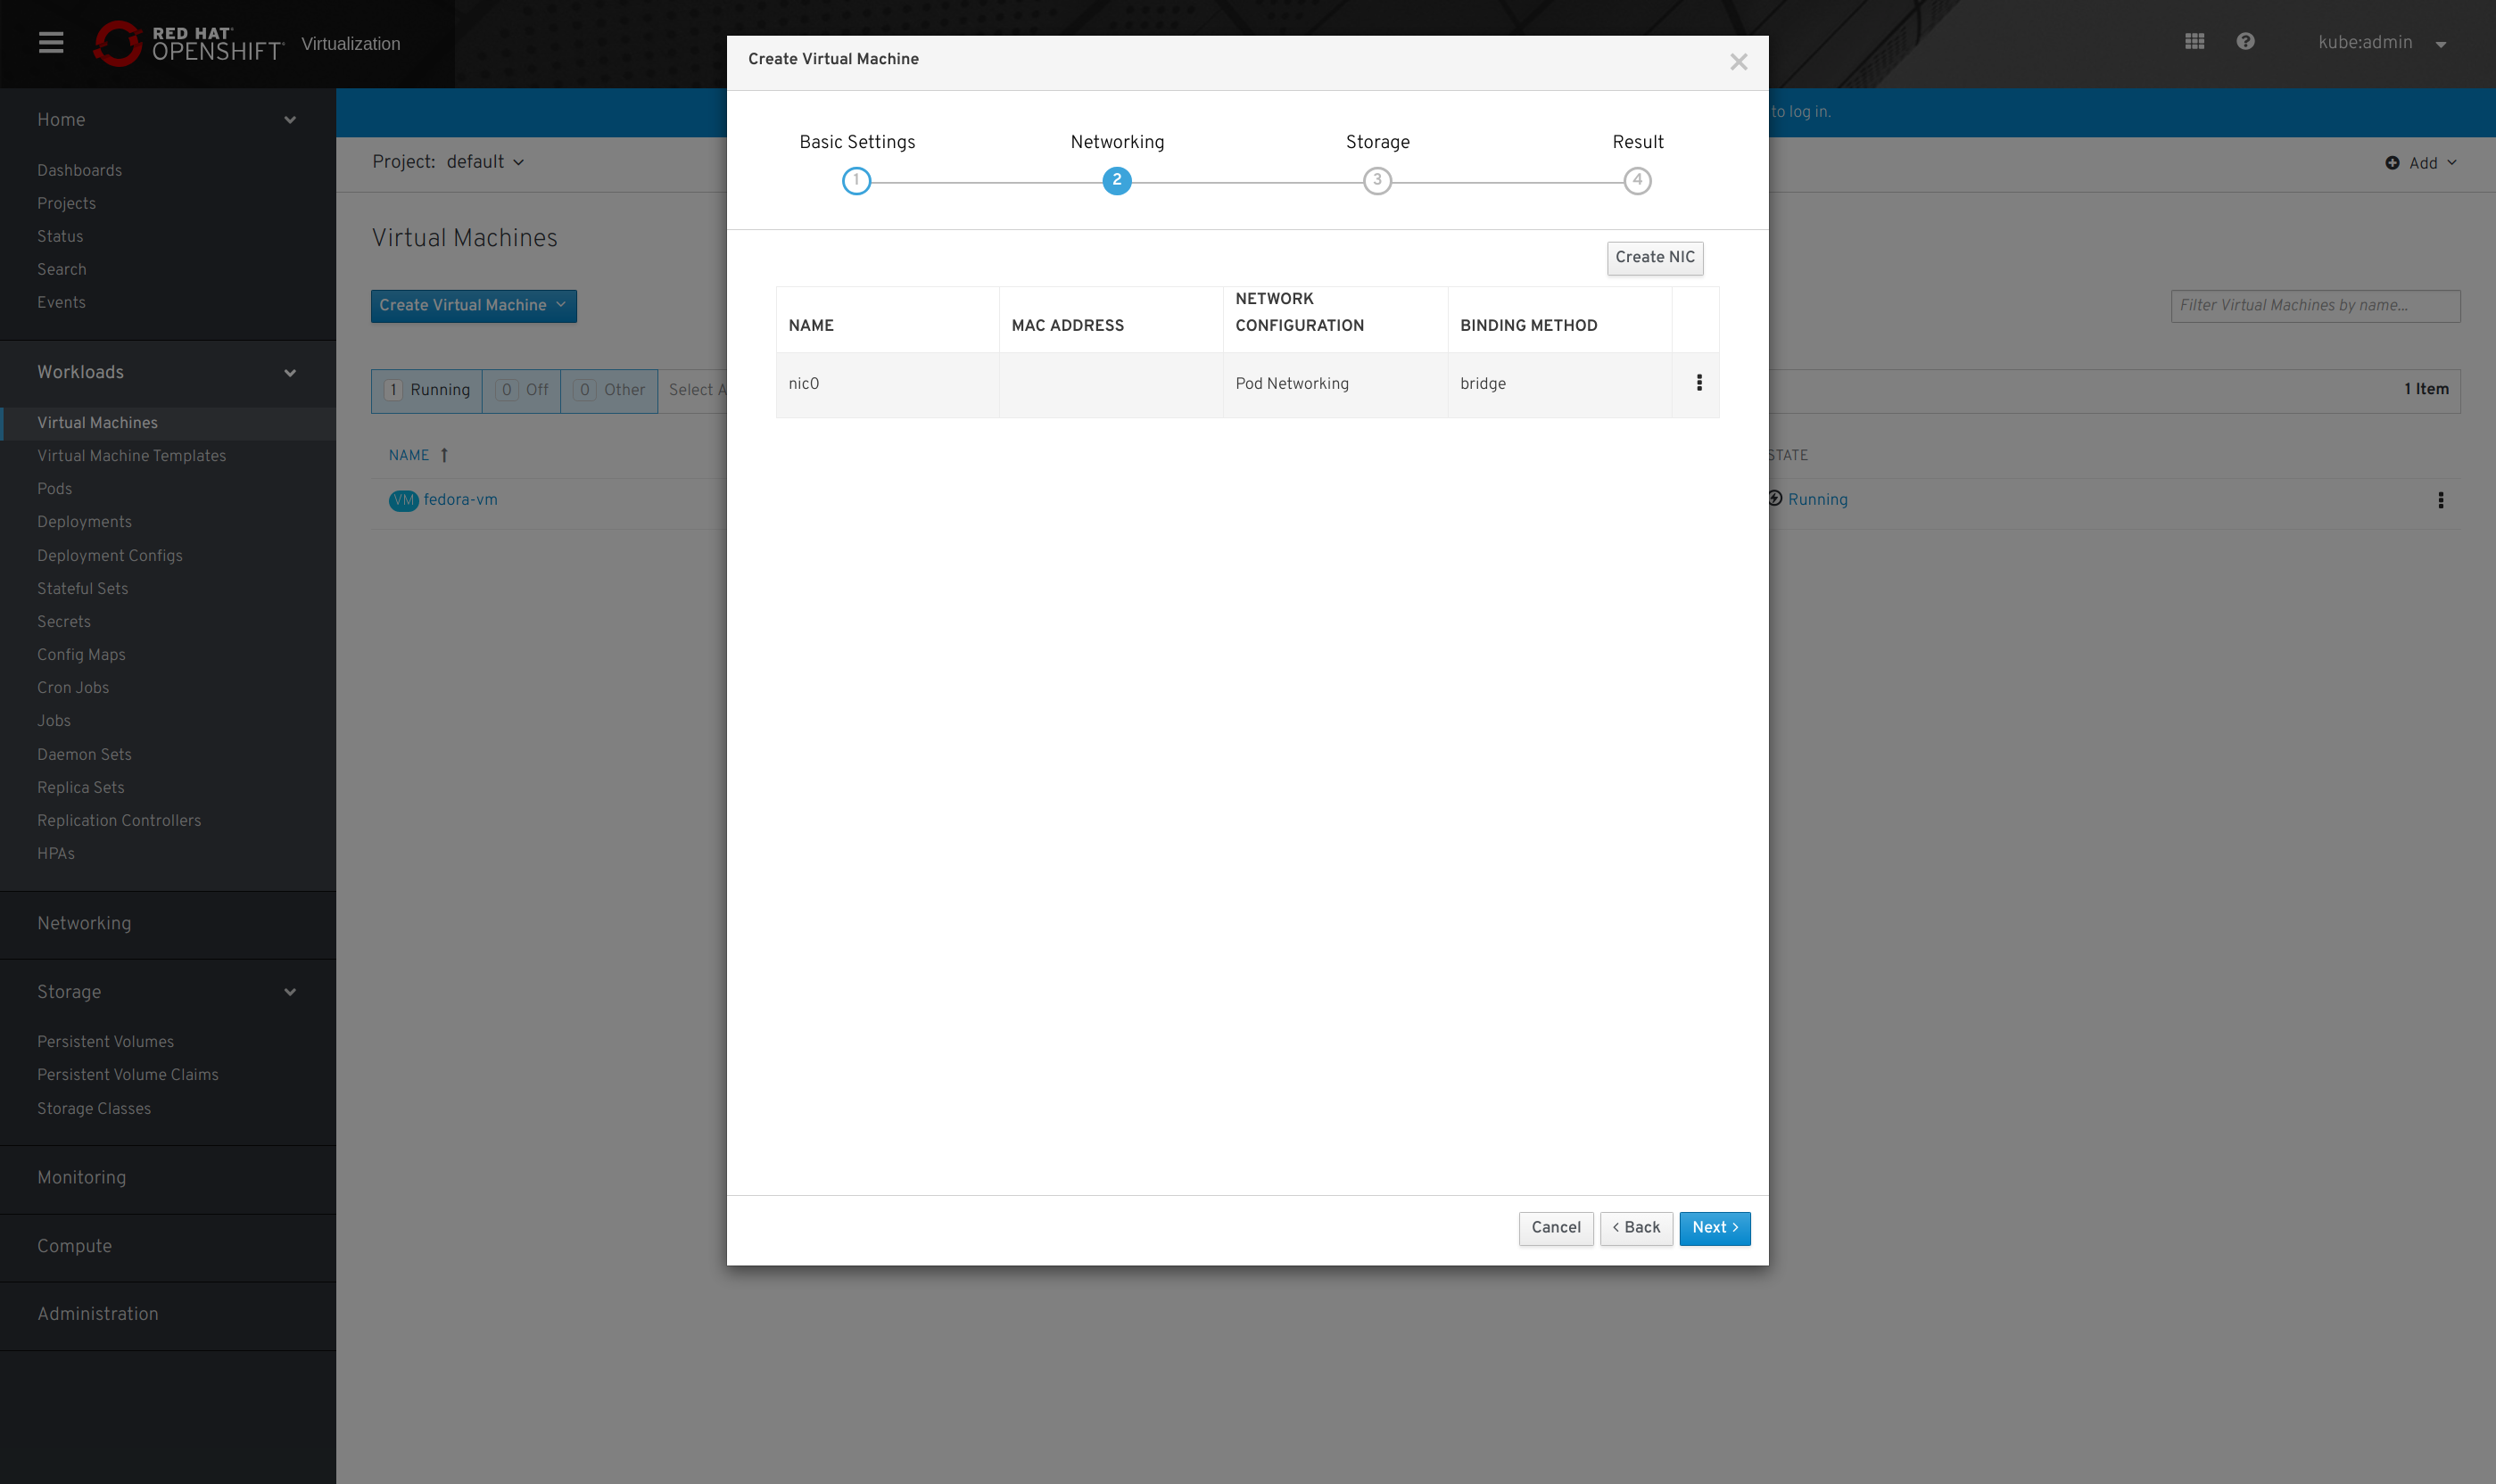 RED HAT
OPENSHIFT
Virtualization
kube:admin
Home
Dashboards
Projects
Status
Search
Events
Workloads
Virtual Machines
Virtual Machine Templates
Pods
Deployments
Deployment Configs
Stateful Sets
Secrets
Config Maps
Cron Jobs
Jobs
Daemon Sets
Replica Sets
Replication Controllers
HPAs
Networking
Storage
Persistent Volumes
Persistent Volume Claims
Storage Classes
Monitoring
Compute
Administration
to log in.
Project: default
Add
Virtual Machines
Create Virtual Machine
Filter Virtual Machines by name...
1 Running
0 Off
0 Other
Select A
1 Item
NAME
STATE
VM fedora-vm
Running
Create Virtual Machine
Basic Settings
Networking
Storage
Result
1
2
3
4
Create NIC
NAME
MAC ADDRESS
NETWORK
CONFIGURATION
BINDING METHOD
nic0
Pod Networking
bridge
Cancel
< Back
Next >